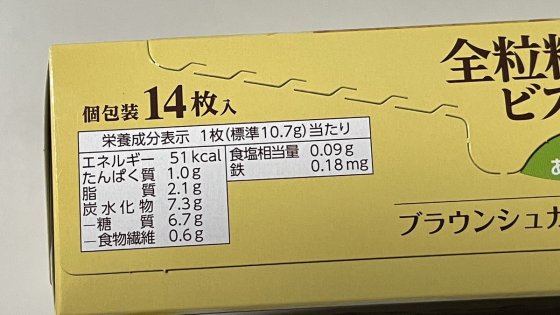 全粒
ビス
個包装14枚入
栄養成分表示 1枚(標準10.7g)当たり
エネルギー 51kcal
たんぱく質 1.0g
脂質 2.1g
炭水化物 7.3g
―糖質 6.7g
―食物繊維 0.6g
食塩相当量 0.09g
鉄 0.18mg
あ
ブラウンシュガ